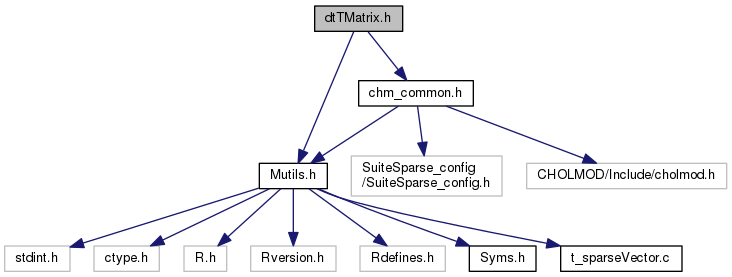 dtTMatrix.h
chm_common.h
Mutils.h
SuiteSparse_config
/SuiteSparse_config.h
CHOLMOD/Include/cholmod.h
stdint.h
ctype.h
R.h
Rversion.h
Rdefines.h
Syms.h
t_sparseVector.c